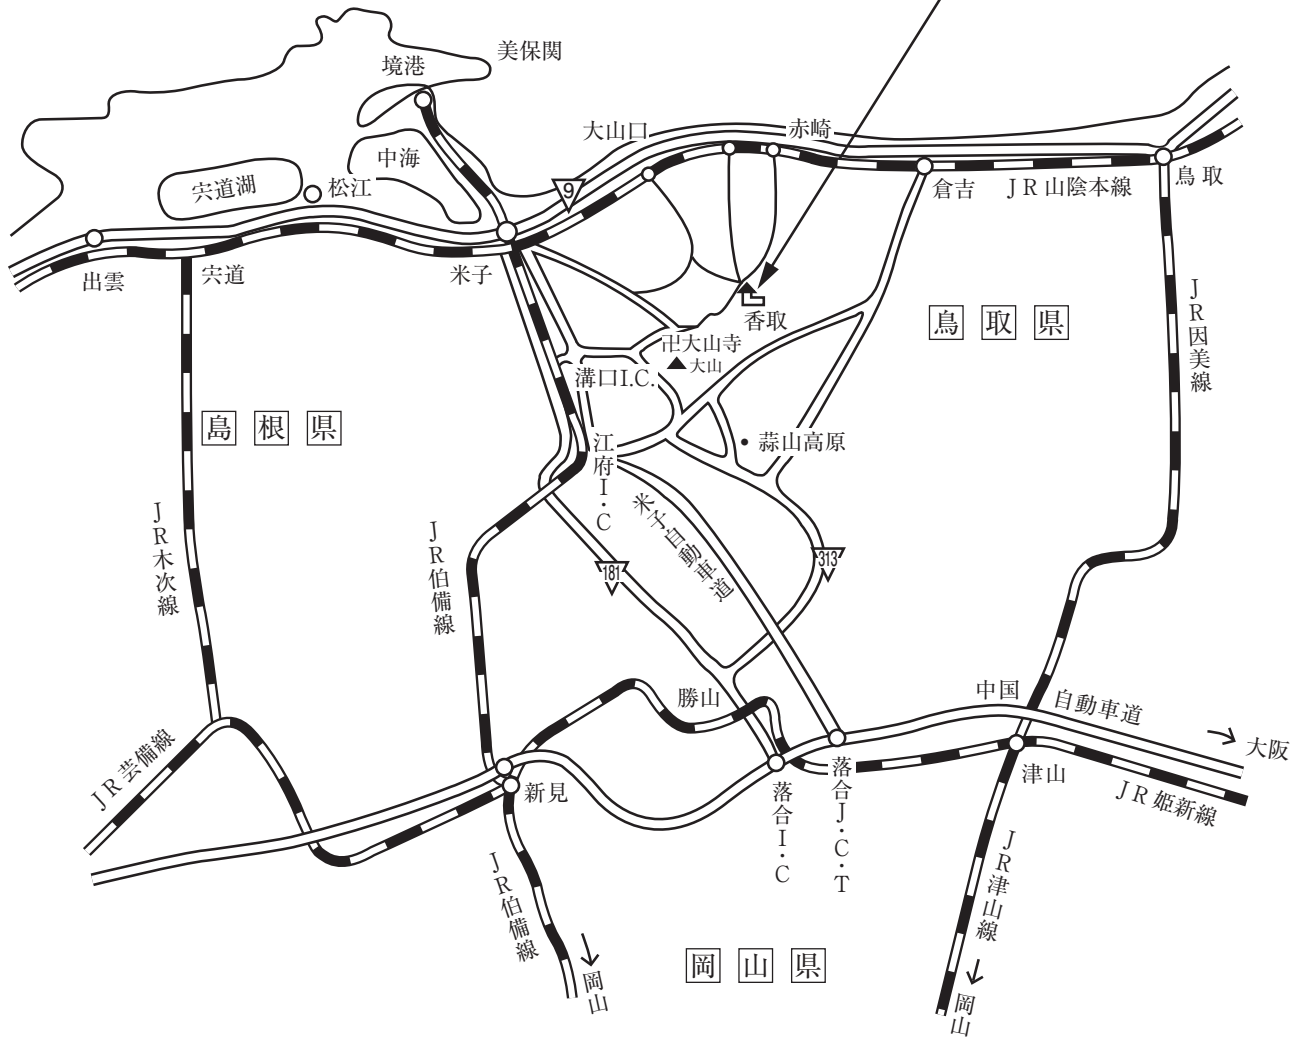 美保関
境港
大山口
赤崎
中海
宍道湖
松江
9
倉吉
JR山陰本線
鳥取
出雲
宍道
米子
香取
鳥取県
JR因美線
卍大山寺
大山
溝口I.C.
島根県
江府I・C
蒜山高原
米子自動車道
JR木次線
JR伯備線
181
313
勝山
中国
自動車道
大阪
JR芸備線
新見
落合I・C
落合J・C・T
津山
JR姫新線
JR伯備線
JR津山線
岡山県
岡山
岡山